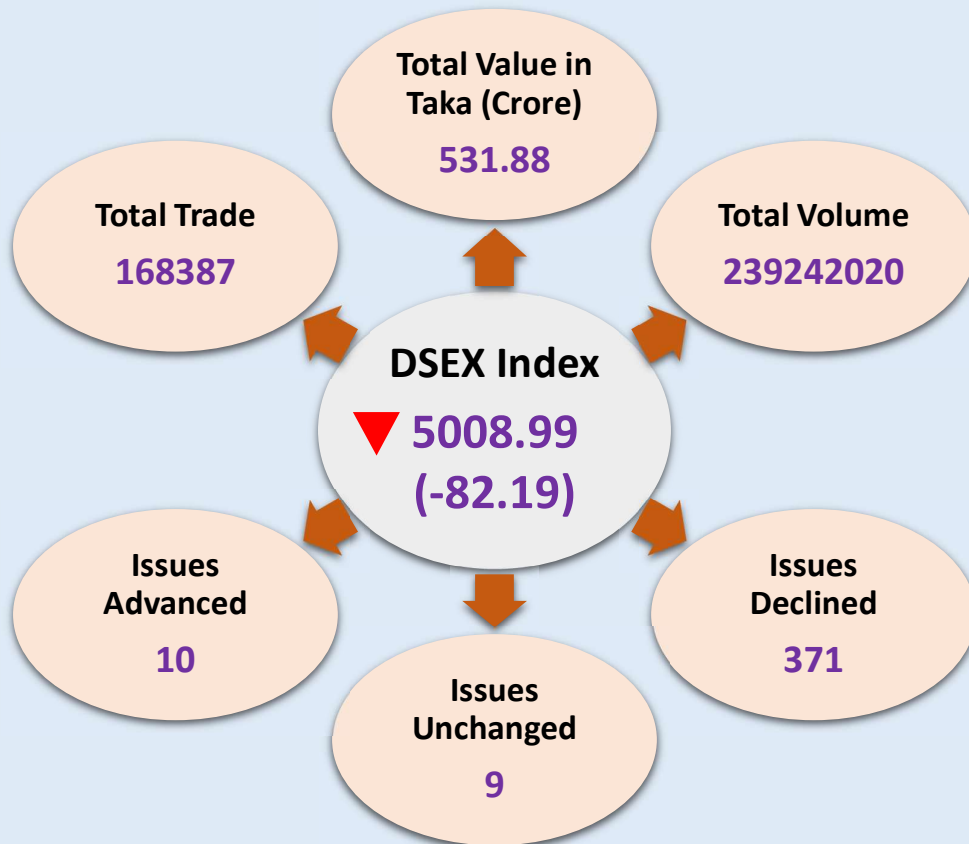 Total Value in
Taka (Crore)
531.88
Total Trade
168387
Total Volume
239242020
DSEX Index
5008.99
(-82.19)
Issues
Advanced
10
Issues
Declined
371
Issues
Unchanged
9